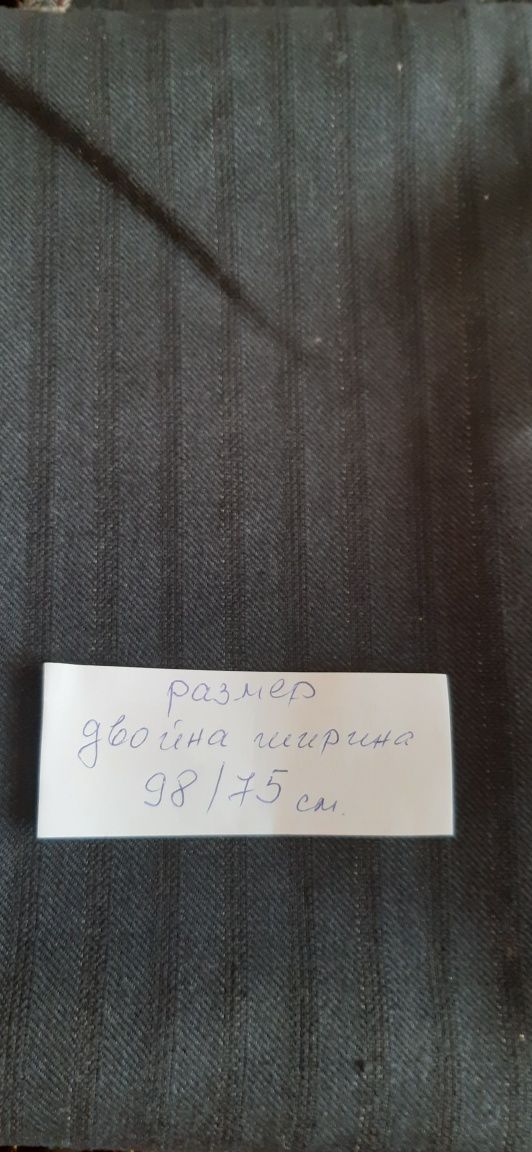 размер
двойна ширина
98/75 см.